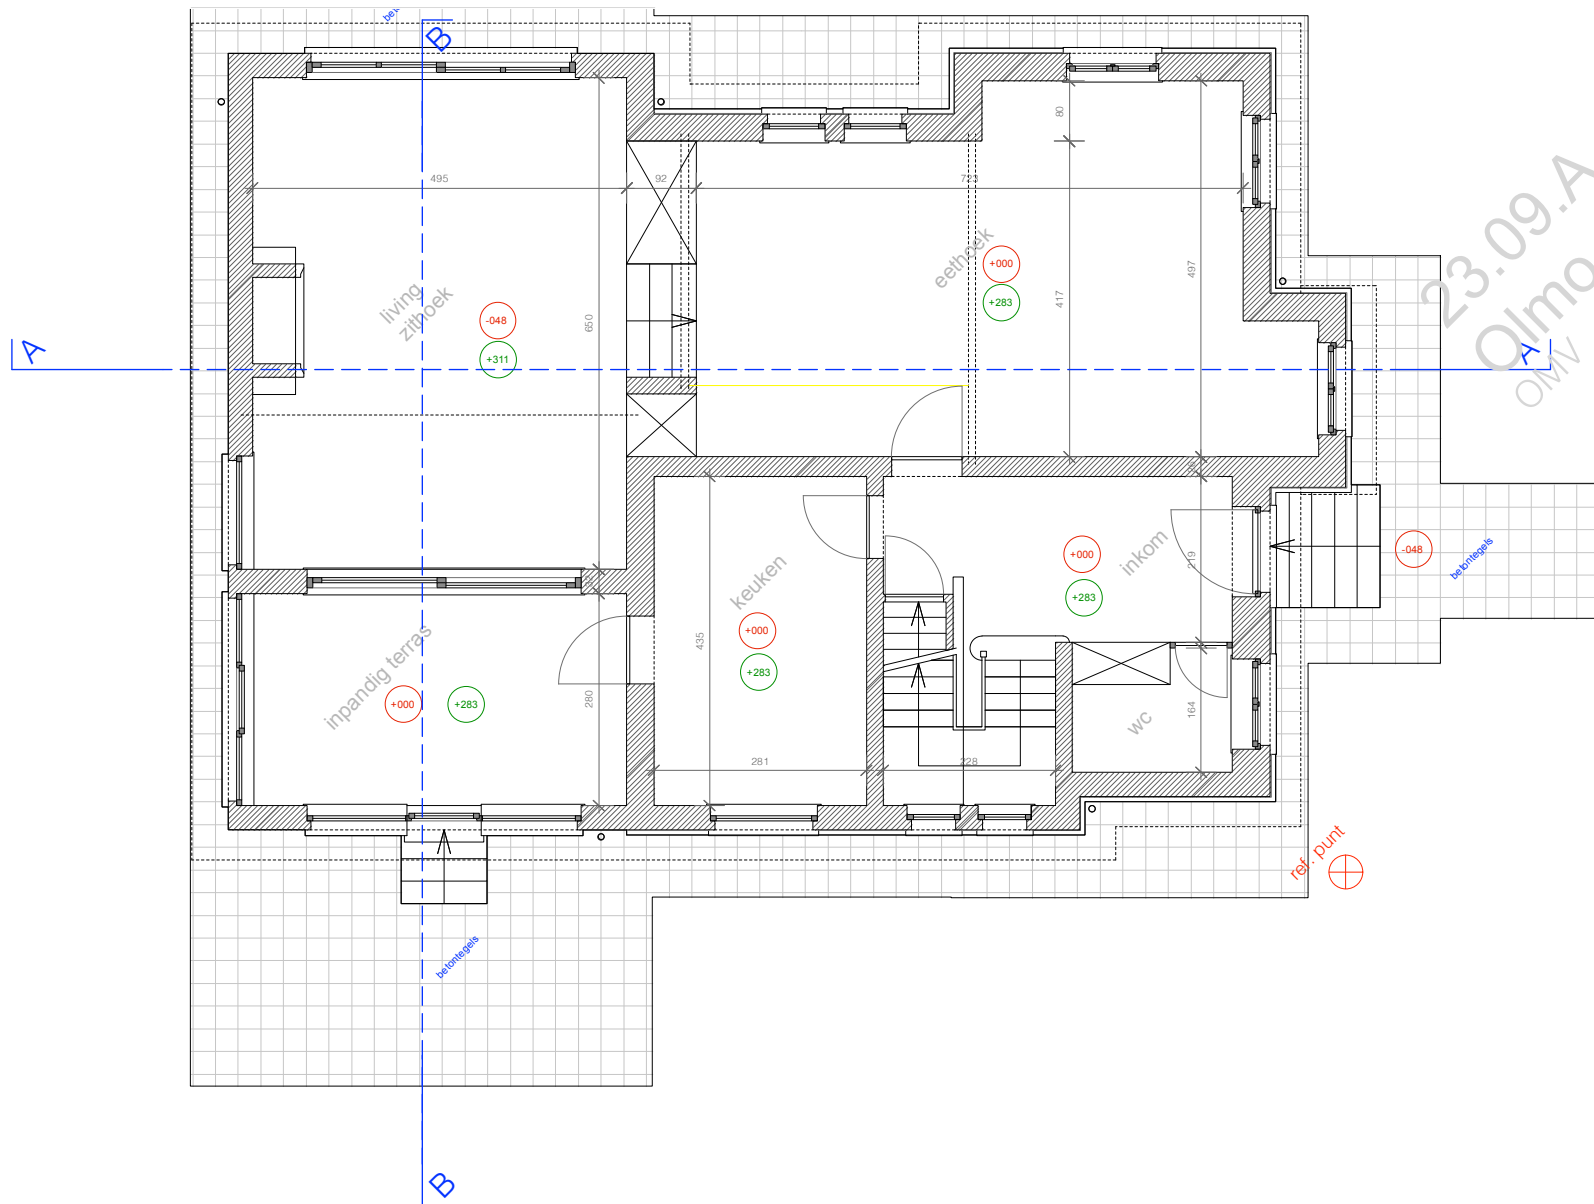 B
80
495
92
723
23.09.A
Olmo
OMV
eethoek
+000
+283
417
497
living
zithoek
-048
+311
650
A
A
keuken
+000
+283
435
inkom
+000
+283
219
-048
betontegels
inpandig terras
+000
+283
280
wc
164
281
228
ref. punt
betontegels
B